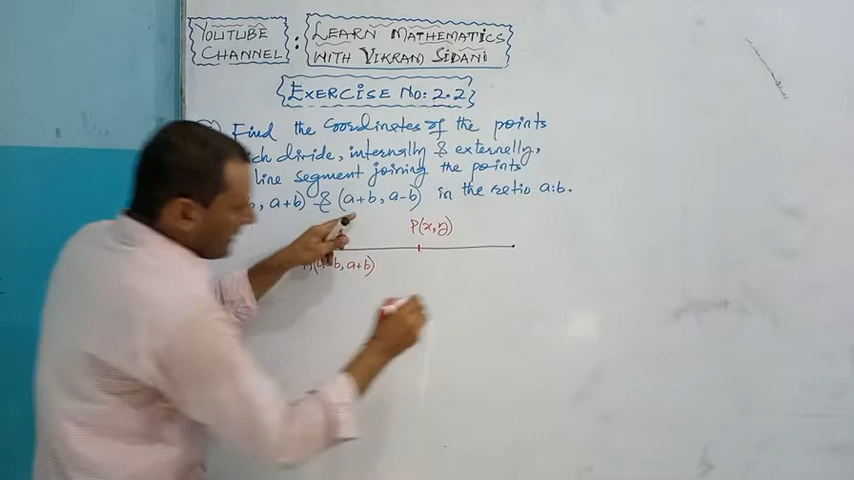 YOUTUBE CHANNEL : LEARN MATHEMATICS
WITH VIKRAM SIDANI
EXERCISE NO: 2.2
Find the coordinates of the points
divide, internally & externally,
line segment joining the points
, a+b) & (a+b, a-b) in the ratio a:b.
P(x,y)
b, a+b)